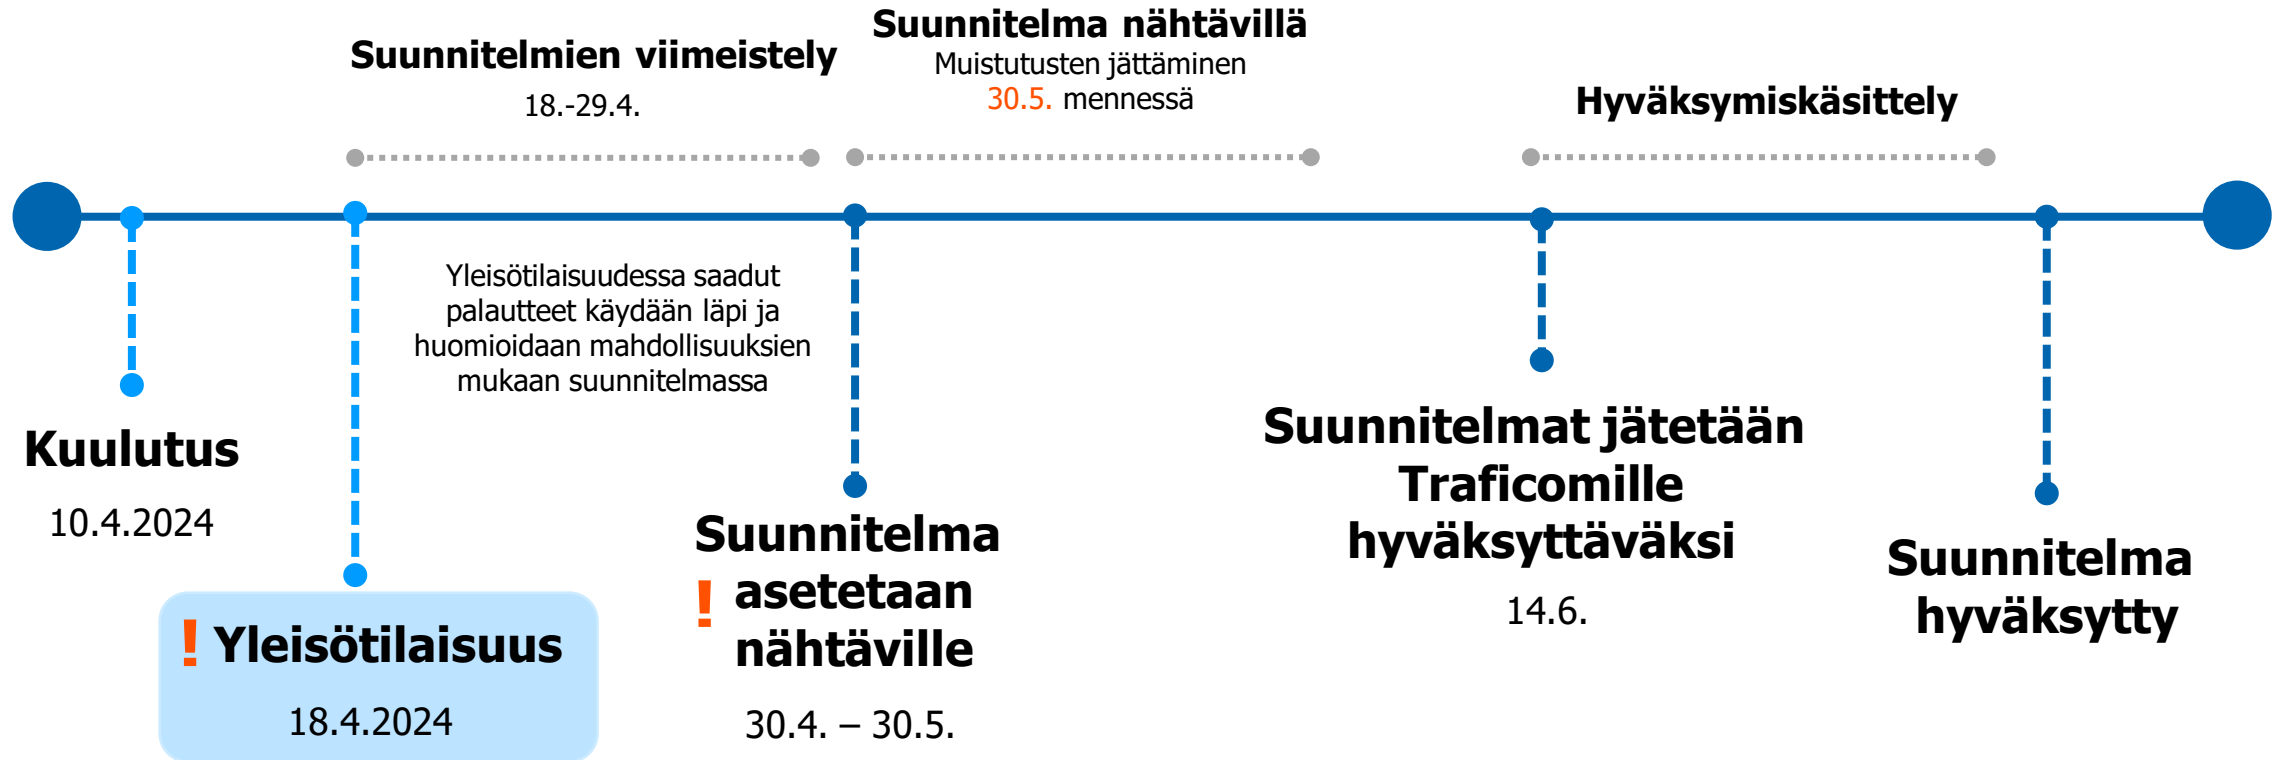 Suunnitelmien viimeistely
18.-29.4.
Suunnitelma nähtävillä
Muistutusten jättäminen
30.5. mennessä
Hyväksymiskäsittely
Yleisötilaisuudessa saadut
palautteet käydään läpi ja
huomioidaan mahdollisuuksien
mukaan suunnitelmassa
Kuulutus
10.4.2024
! Yleisötilaisuus
18.4.2024
Suunnitelma
! asetetaan
nähtäville
30.4. – 30.5.
Suunnitelmat jätetään
Traficomille
hyväksyttäväksi
14.6.
Suunnitelma
hyväksytty